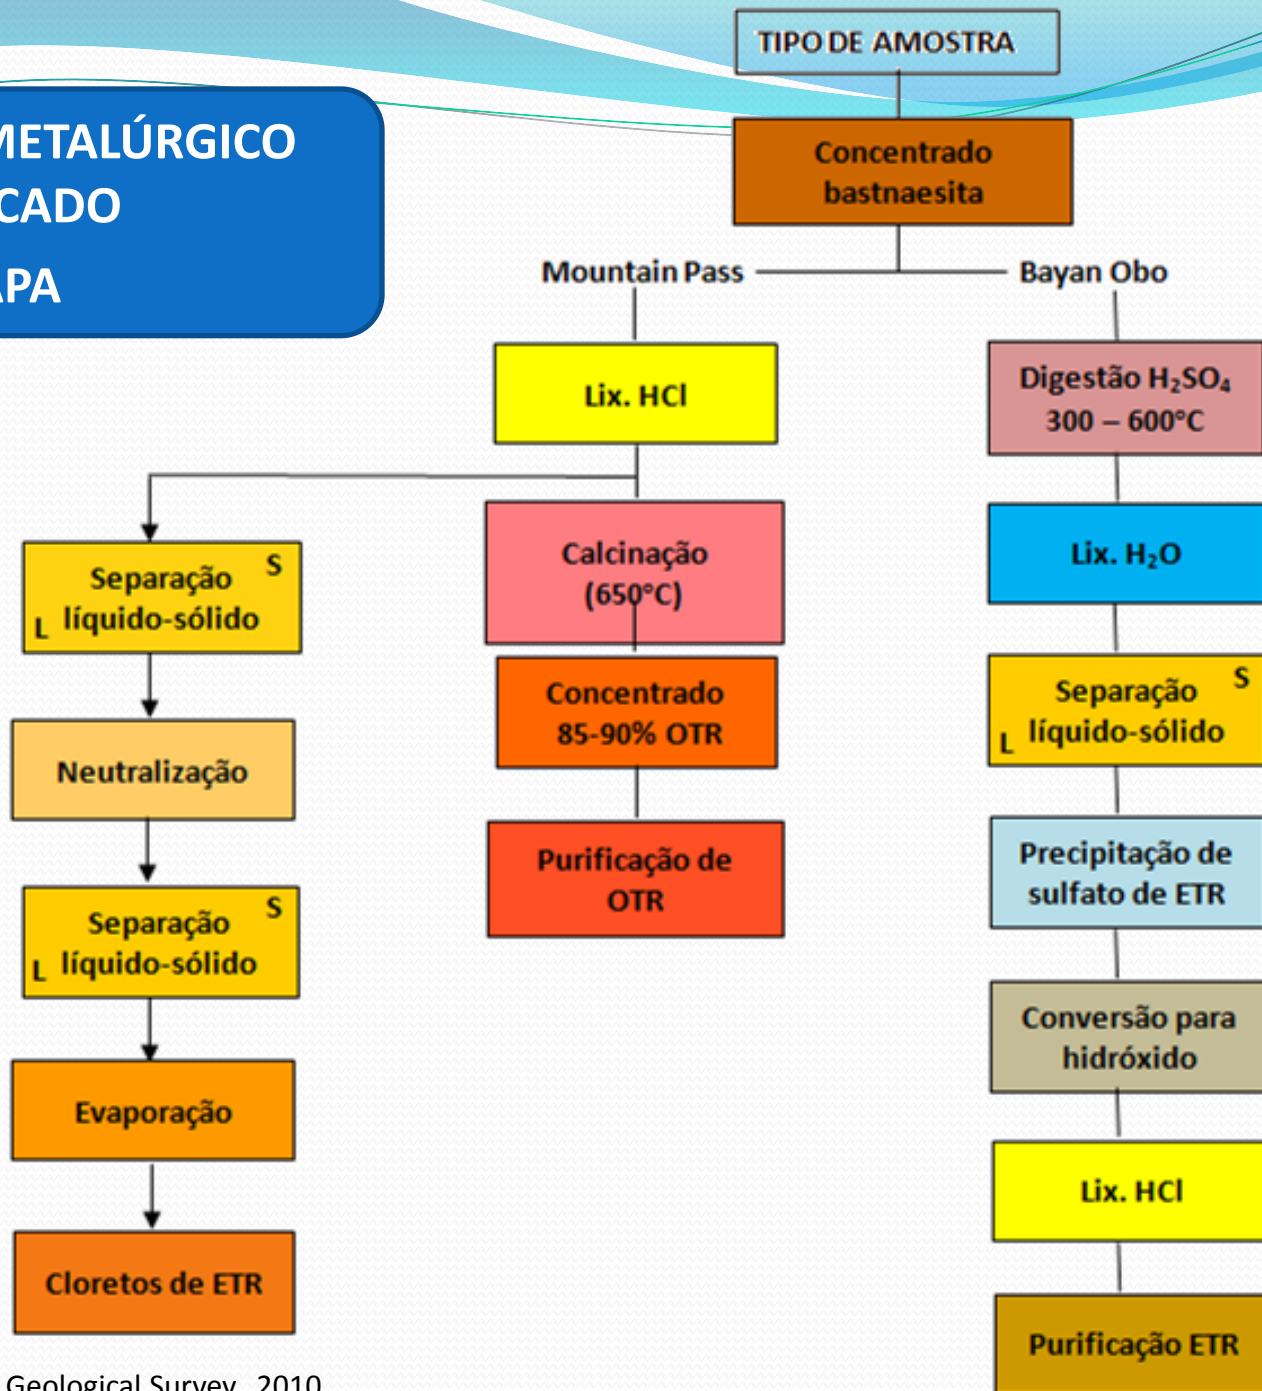 TIPO DE AMOSTRA
METALÚRGICO
CADO
APA
Concentrado
bastnaesita
Mountain Pass
Bayan Obo
Lix. HCl
Separação S
L líquido-sólido
Neutralização
Separação S
L líquido-sólido
Evaporação
Cloretos de ETR
Calcinação
(650°C)
Concentrado
85-90% OTR
Purificação de
OTR
Digestão H₂SO₄
300 – 600°C
Lix. H₂O
Separação S
L líquido-sólido
Precipitação de
sulfato de ETR
Conversão para
hidróxido
Lix. HCl
Purificação ETR
Geological Survey, 2010